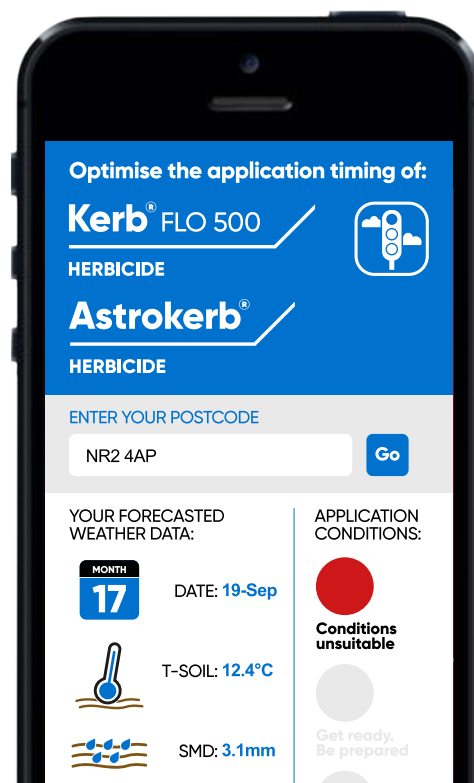 Optimise the application timing of:
Kerb® FLO 500
HERBICIDE
Astrokerb®
HERBICIDE
ENTER YOUR POSTCODE
NR2 4AP
Go
YOUR FORECASTED
WEATHER DATA:
MONTH
17
DATE: 19-Sep
T-SOIL: 12.4°C
SMD: 3.1mm
APPLICATION
CONDITIONS:
Conditions
unsuitable
Get ready.
Be prepared